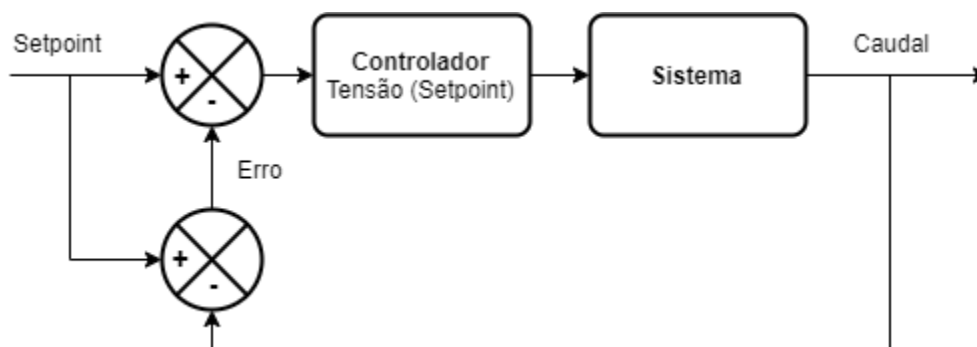 Setpoint
Controlador
Tensão (Setpoint)
Sistema
Caudal
+
-
Erro
+
-